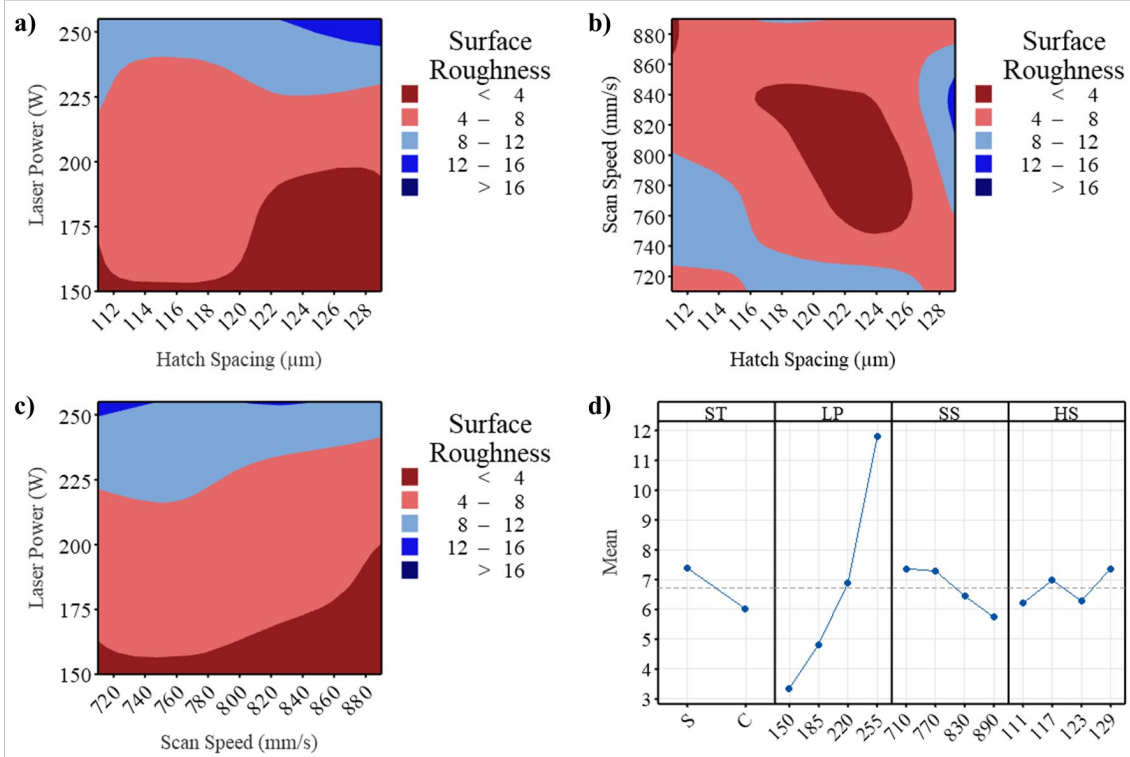 a)
Laser Power (W)
250
225
200
175
150
112 114 116 118 120 122 124 126 128
Hatch Spacing (µm)
Surface
Roughness
< 4
4 – 8
8 – 12
12 – 16
> 16
b)
Scan Speed (mm/s)
880
860
840
820
800
780
760
740
720
112 114 116 118 120 122 124 126 128
Hatch Spacing (µm)
Surface
Roughness
< 4
4 – 8
8 – 12
12 – 16
> 16
c)
Laser Power (W)
250
225
200
175
150
720 740 760 780 800 820 840 860 880
Scan Speed (mm/s)
Surface
Roughness
< 4
4 – 8
8 – 12
12 – 16
> 16
d)
ST LP SS HS
Mean
12
11
10
9
8
7
6
5
4
3
S C 150 185 220 255 710 770 830 890 111 117 123 129